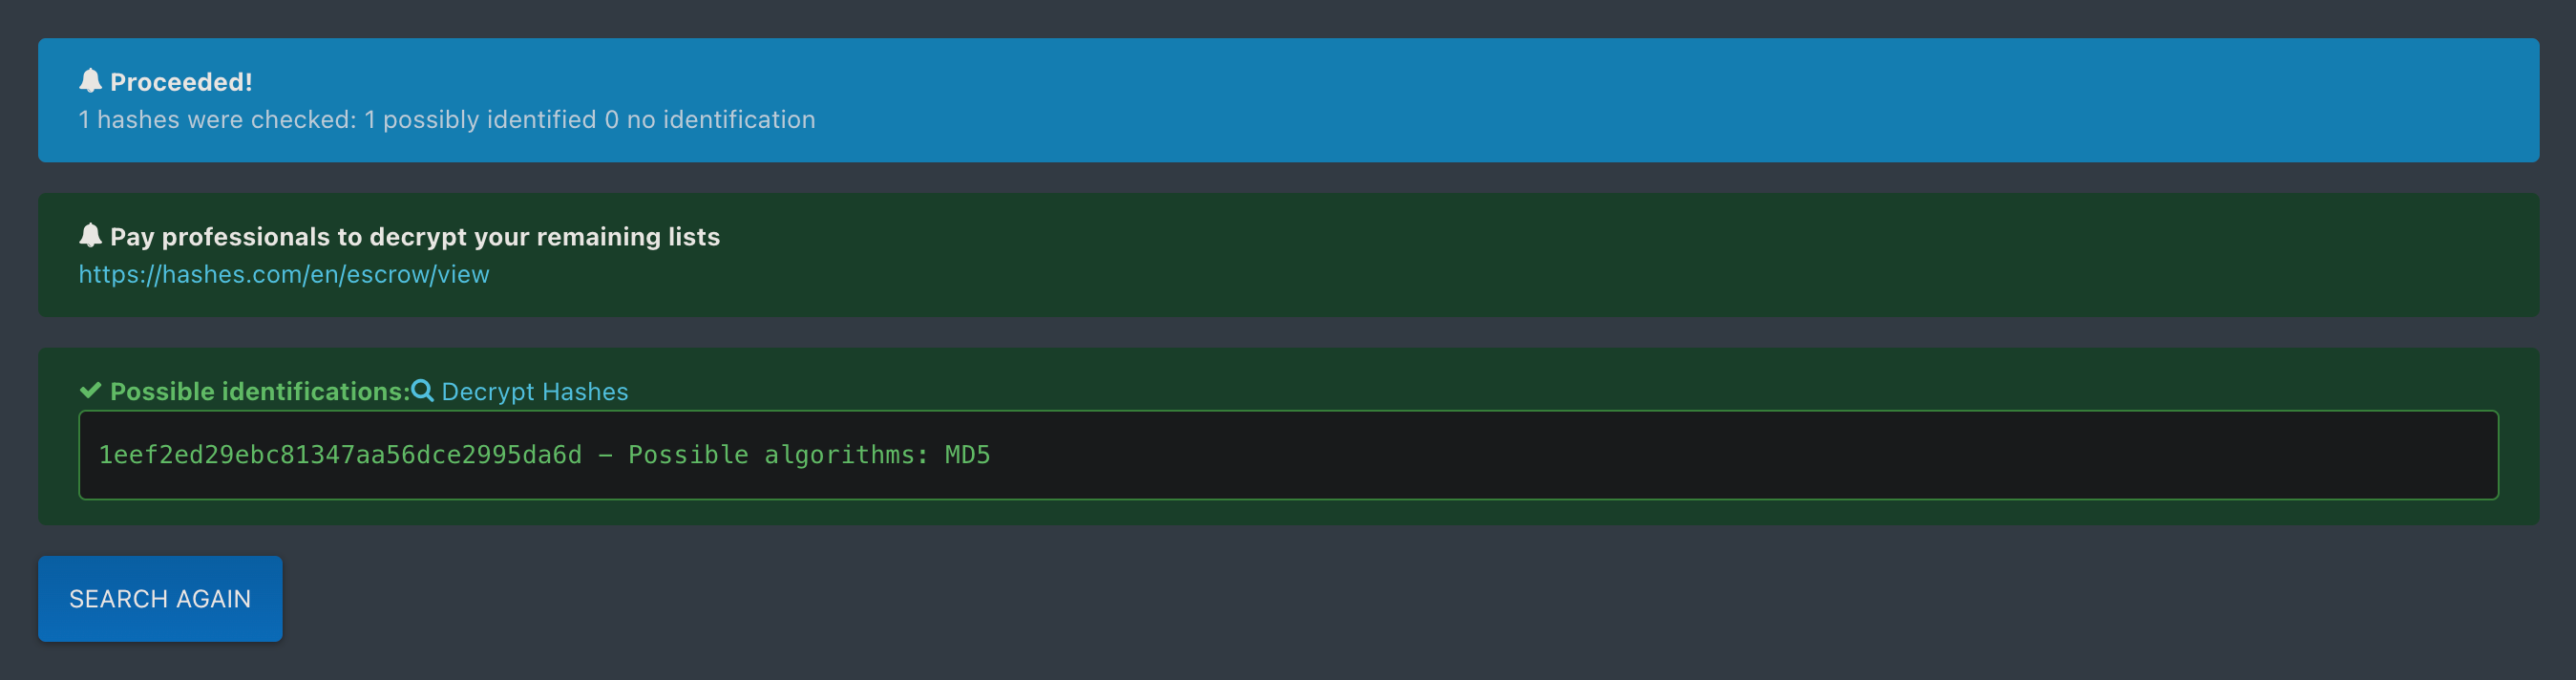 Proceeded!
1 hashes were checked: 1 possibly identified 0 no identification
Pay professionals to decrypt your remaining lists
https://hashes.com/en/escrow/view
Possible identifications: Decrypt Hashes
1eef2ed29ebc81347aa56dce2995da6d – Possible algorithms: MD5
SEARCH AGAIN